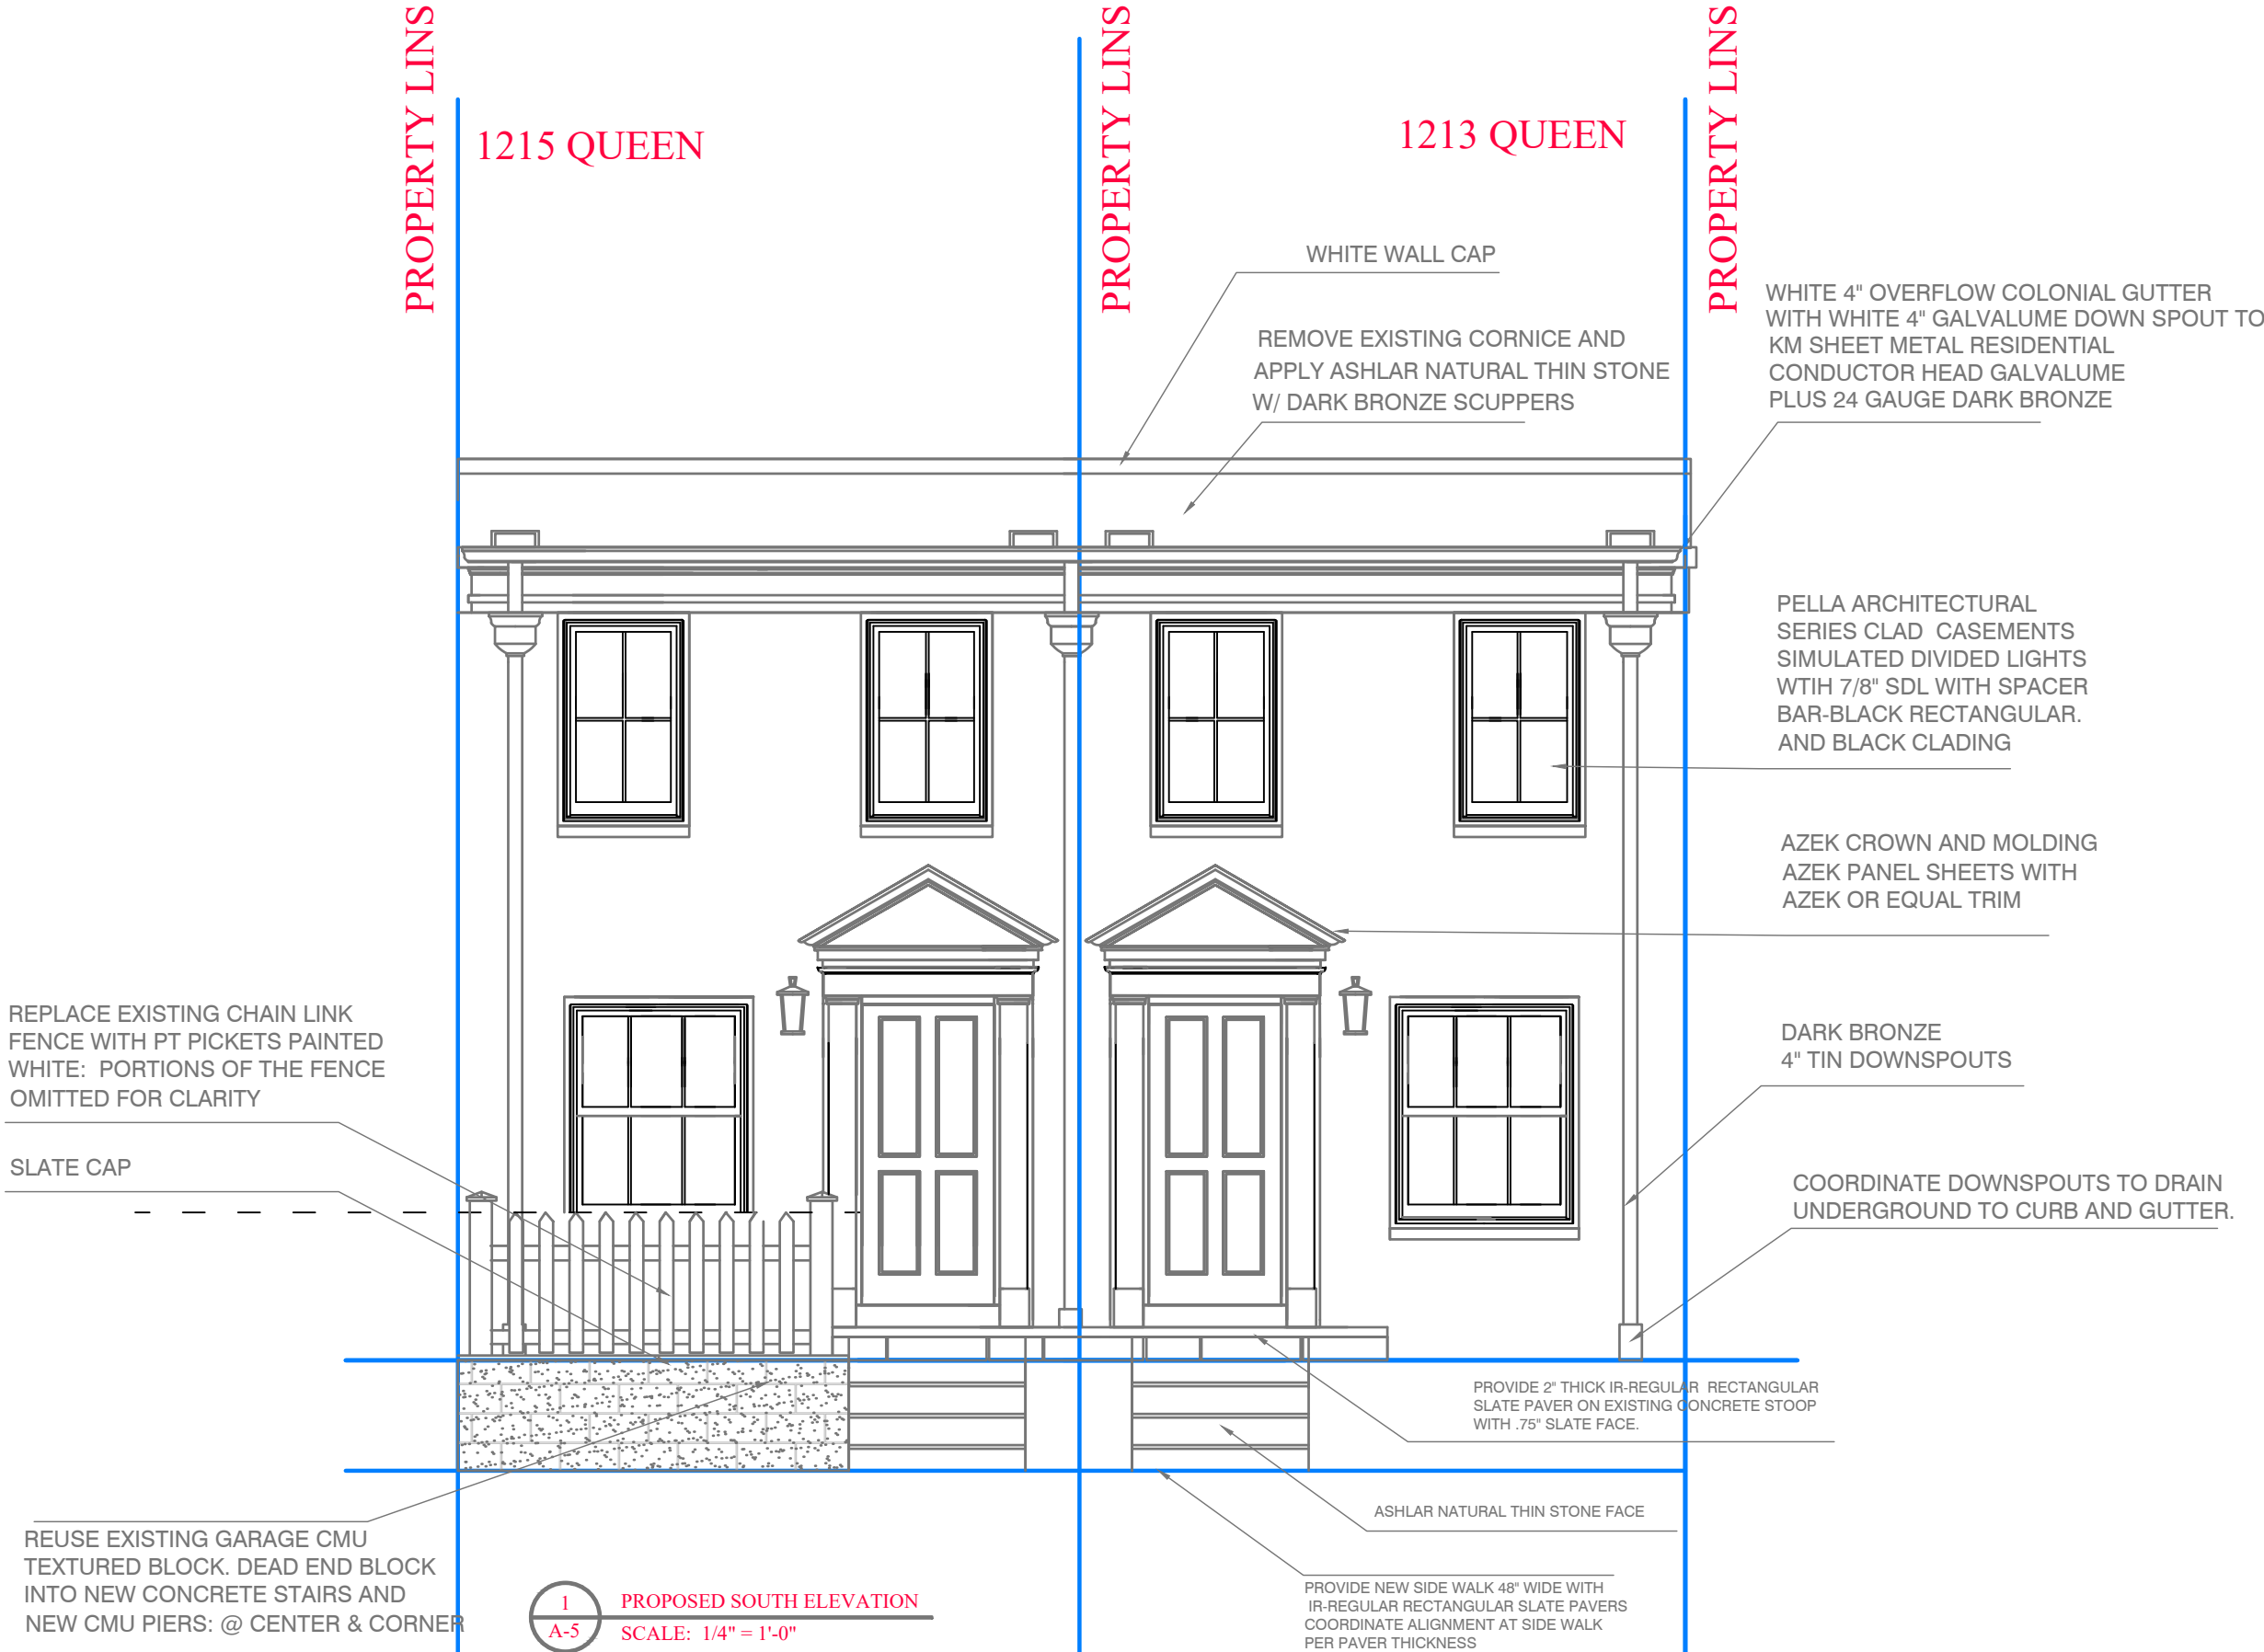 PROPERTY LINS
PROPERTY LINS
PROPERTY LINS
1215 QUEEN
1213 QUEEN
WHITE WALL CAP
REMOVE EXISTING CORNICE AND
APPLY ASHLAR NATURAL THIN STONE
W/ DARK BRONZE SCUPPERS
WHITE 4" OVERFLOW COLONIAL GUTTER
WITH WHITE 4" GALVALUME DOWN SPOUT TO
KM SHEET METAL RESIDENTIAL
CONDUCTOR HEAD GALVALUME
PLUS 24 GAUGE DARK BRONZE
PELLA ARCHITECTURAL
SERIES CLAD CASEMENTS
SIMULATED DIVIDED LIGHTS
WTIH 7/8" SDL WITH SPACER
BAR-BLACK RECTANGULAR.
AND BLACK CLADING
AZEK CROWN AND MOLDING
AZEK PANEL SHEETS WITH
AZEK OR EQUAL TRIM
REPLACE EXISTING CHAIN LINK
FENCE WITH PT PICKETS PAINTED
WHITE: PORTIONS OF THE FENCE
OMITTED FOR CLARITY
SLATE CAP
DARK BRONZE
4" TIN DOWNSPOUTS
COORDINATE DOWNSPOUTS TO DRAIN
UNDERGROUND TO CURB AND GUTTER.
PROVIDE 2" THICK IR-REGULAR RECTANGULAR
SLATE PAVER ON EXISTING CONCRETE STOOP
WITH .75" SLATE FACE.
ASHLAR NATURAL THIN STONE FACE
REUSE EXISTING GARAGE CMU
TEXTURED BLOCK. DEAD END BLOCK
INTO NEW CONCRETE STAIRS AND
NEW CMU PIERS: @ CENTER & CORNER
1
A-5
PROPOSED SOUTH ELEVATION
SCALE: 1/4" = 1'-0"
PROVIDE NEW SIDE WALK 48" WIDE WITH
IR-REGULAR RECTANGULAR SLATE PAVERS
COORDINATE ALIGNMENT AT SIDE WALK
PER PAVER THICKNESS